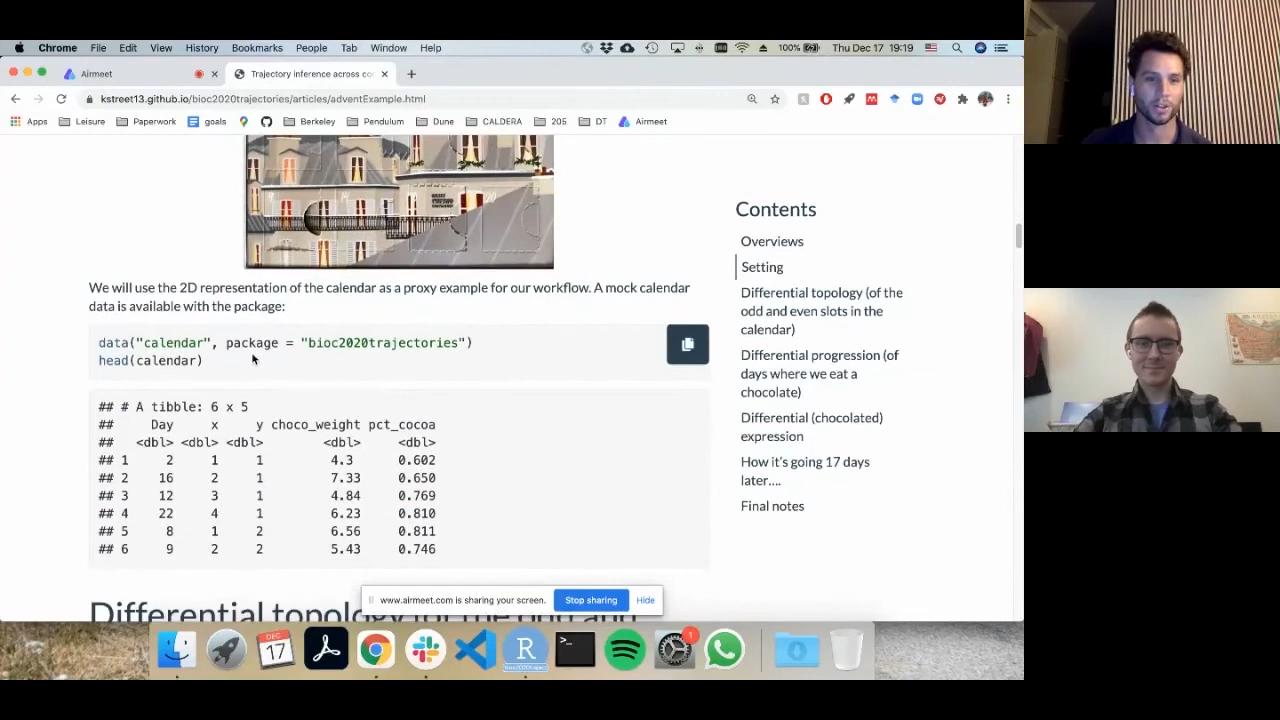 Chrome File Edit View History Bookmarks People Tab Window Help 100% Thu Dec 17 19:19
Airmeet Trajectory inference across co
kstreet13.github.io/bioc2020trajectories/articles/adventExample.html
Apps Leisure Paperwork goals Berkeley Pendulum Dune CALDERA 205 DT Airmeet
We will use the 2D representation of the calendar as a proxy example for our workflow. A mock calendar
data is available with the package:
data("calendar", package = "bioc2020trajectories")
head(calendar)
## # A tibble: 6 x 5
## Day x y choco_weight pct_cocoa
## <dbl> <dbl> <dbl> <dbl> <dbl>
## 1 2 1 1 4.3 0.602
## 2 16 2 1 7.33 0.650
## 3 12 3 1 4.84 0.769
## 4 22 4 1 6.23 0.810
## 5 8 1 2 6.56 0.811
## 6 9 2 2 5.43 0.746
Contents
Overviews
Setting
Differential topology (of the
odd and even slots in the
calendar)
Differential progression (of
days where we eat a
chocolate)
Differential (chocolated)
expression
How it's going 17 days
later....
Final notes
www.airmeet.com is sharing your screen. Stop sharing Hide
DEC
17
R
1